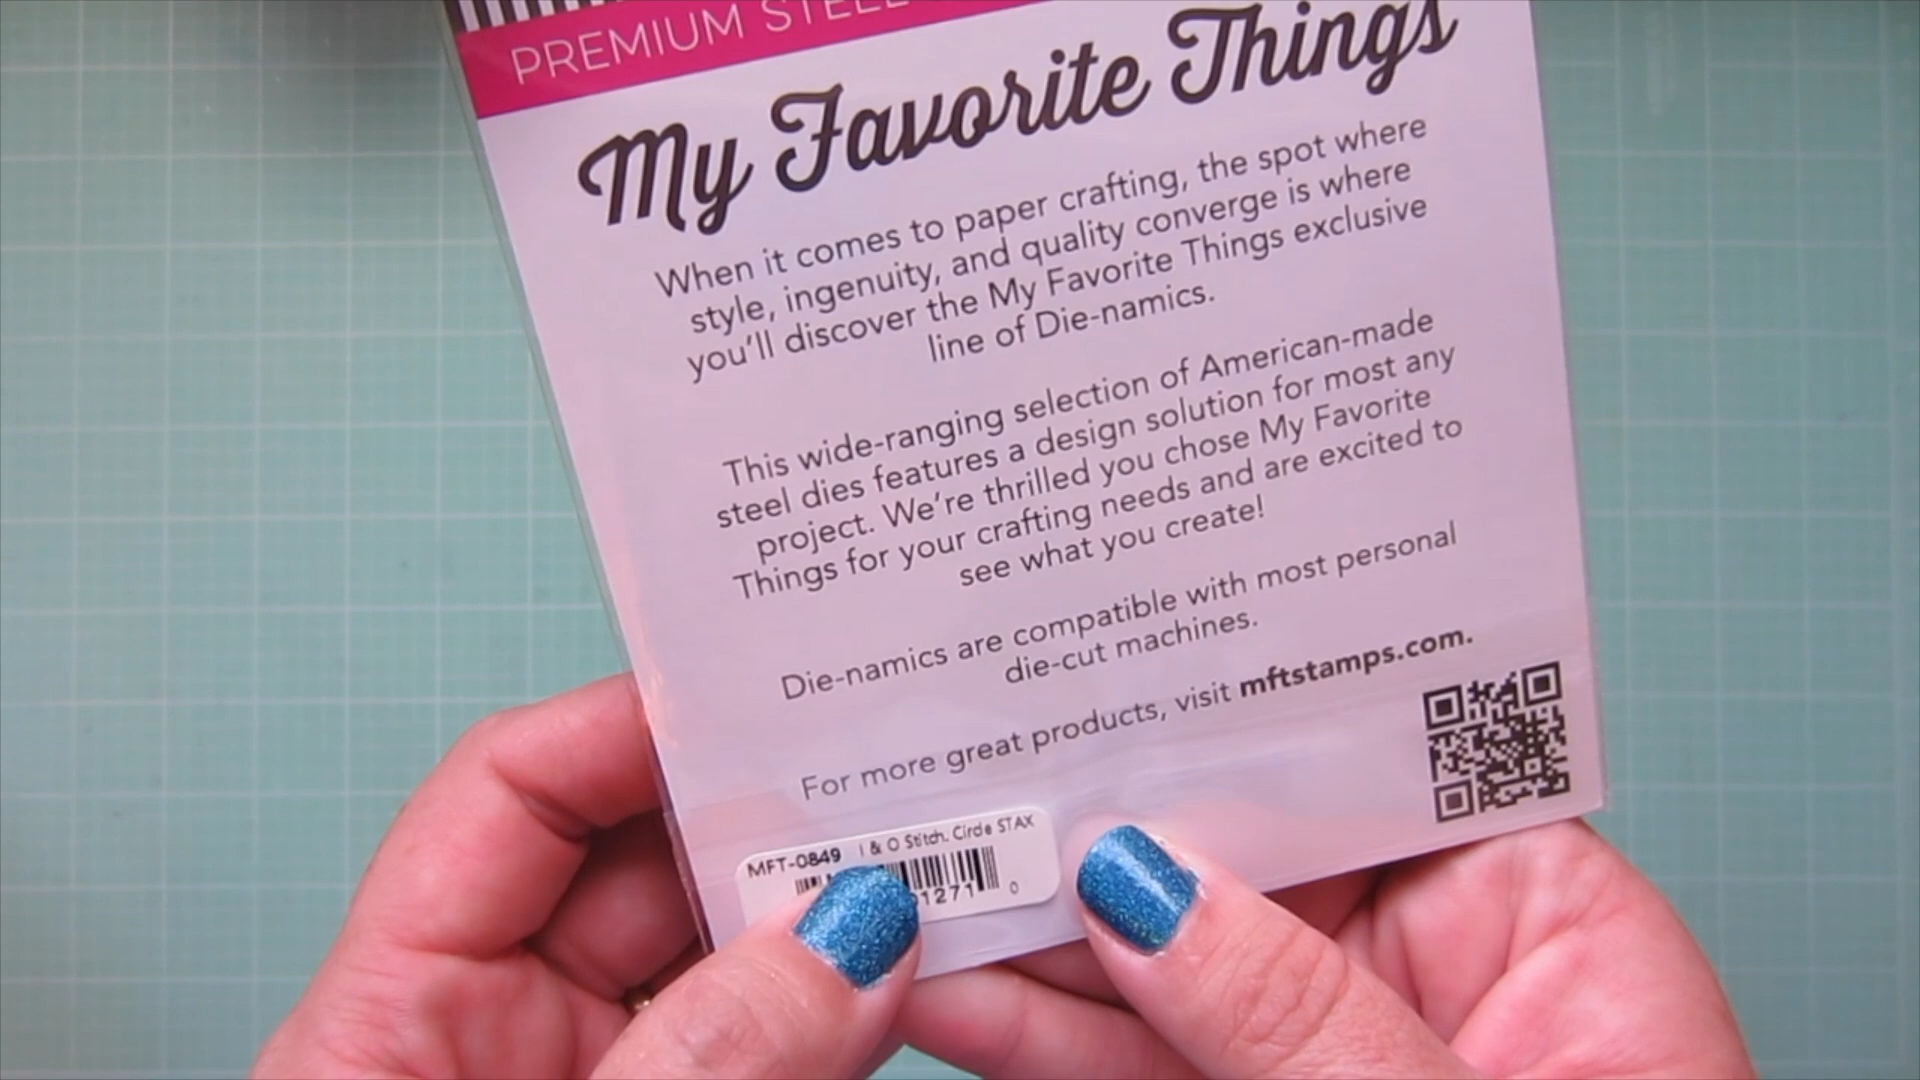 PREMIUM STEEL
My Favorite Things
When it comes to paper crafting, the spot where
style, ingenuity, and quality converge is where
you'll discover the My Favorite Things exclusive
line of Die-namics.
This wide-ranging selection of American-made
steel dies features a design solution for most any
project. We're thrilled you chose My Favorite
Things for your crafting needs and are excited to
see what you create!
Die-namics are compatible with most personal
die-cut machines.
For more great products, visit mftstamps.com.
MFT-0849 I & O Stitch. Circle STAX
1271 0